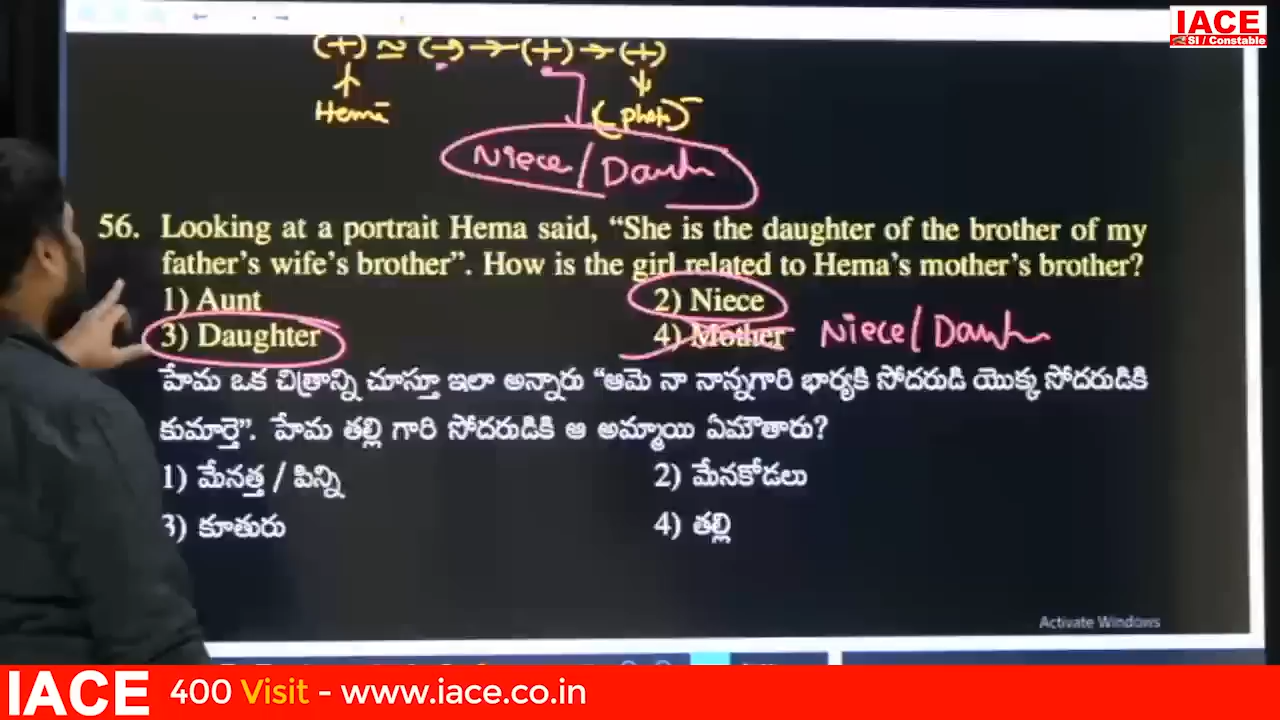 IACE
SI / Constable
(+) ≅ (-) → (+) → (+)
Hema
(photo)
Niece/
56. Looking at a portrait Hema said, "She is the daughter of the brother of my
father's wife's brother". How is the girl related to Hema's mother's brother?
1) Aunt 2) Niece
3) Daughter 4) Mother Niece/
హేమ ఒక చిత్రాన్ని చూస్తూ ఇలా అన్నారు "ఆమె నా నాన్నగారి భార్యకి సోదరుడి యొక్క సోదరుడికి
కుమార్తె". హేమ తల్లి గారి సోదరుడికి ఆ అమ్మాయి ఏమౌతారు?
1) మేనత్త / పిన్ని 2) మేనకోడలు
3) కూతురు 4) తల్లి
Activate Windows
IACE 400 Visit - www.iace.co.in